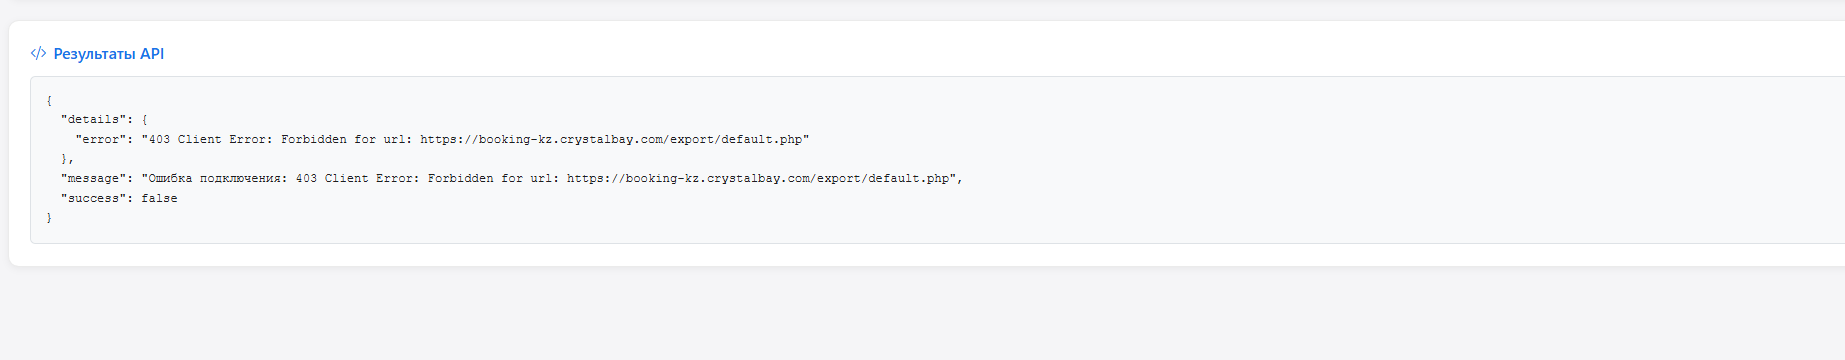 </> Результаты API
{
  "details": {
    "error": "403 Client Error: Forbidden for url: https://booking-kz.crystalbay.com/export/default.php"
  },
  "message": "Ошибка подключения: 403 Client Error: Forbidden for url: https://booking-kz.crystalbay.com/export/default.php",
  "success": false
}